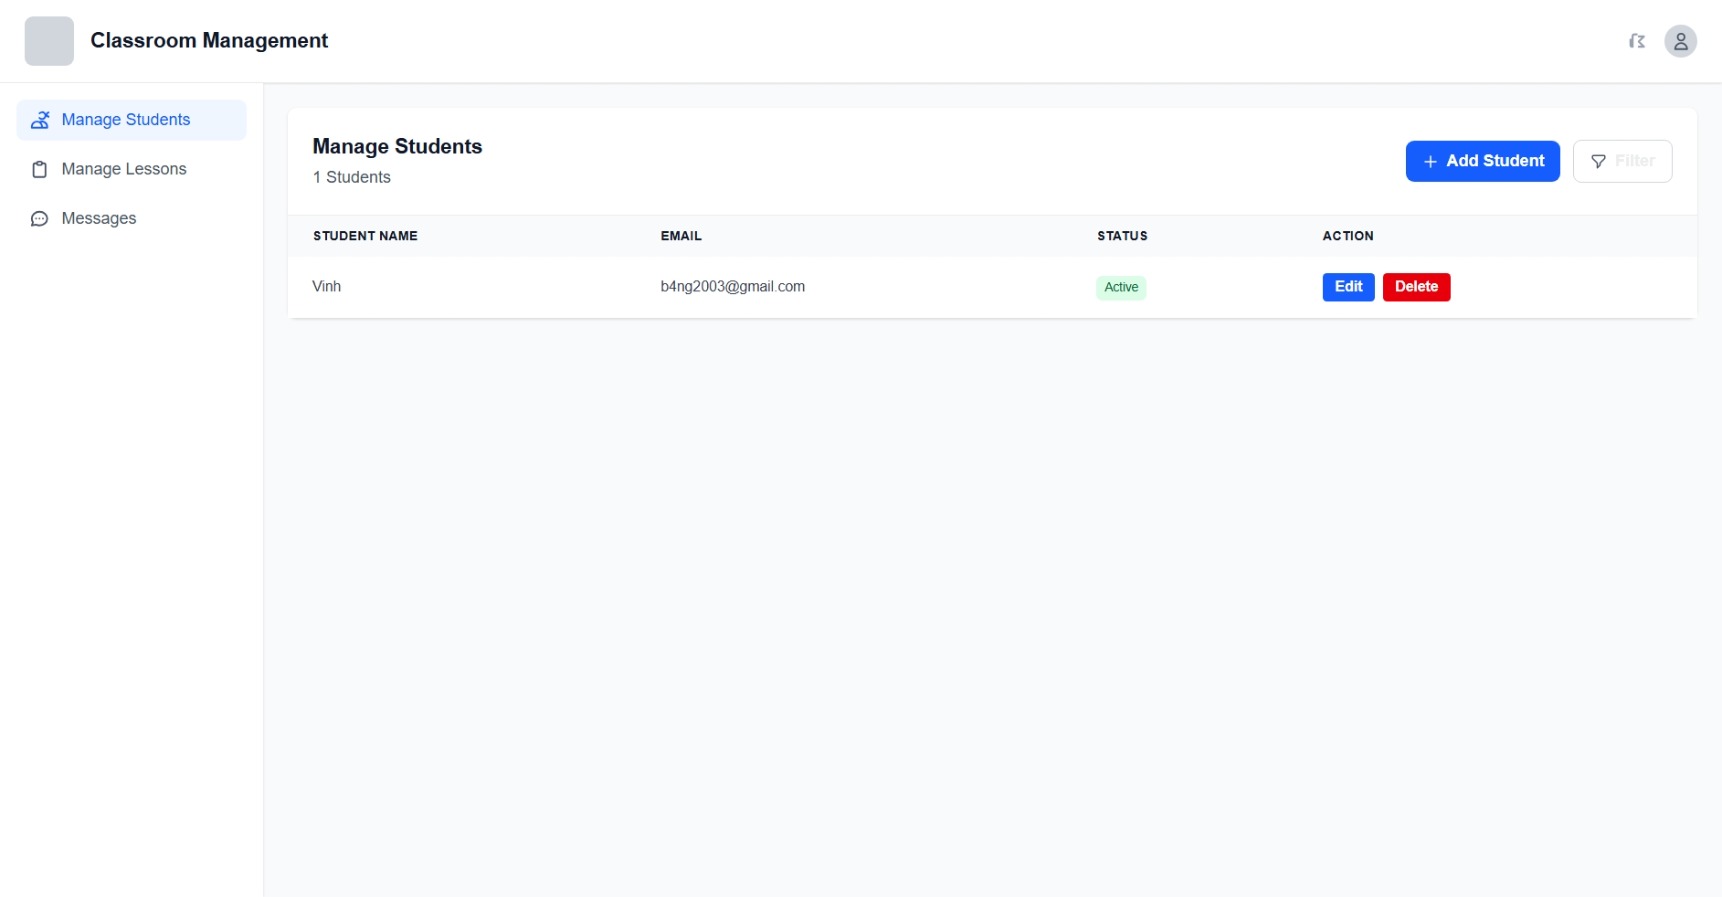 Classroom Management
Manage Students
Manage Lessons
Messages
Manage Students
1 Students
Add Student
Filter
STUDENT NAME EMAIL STATUS ACTION
Vinh b4ng2003@gmail.com Active Edit Delete